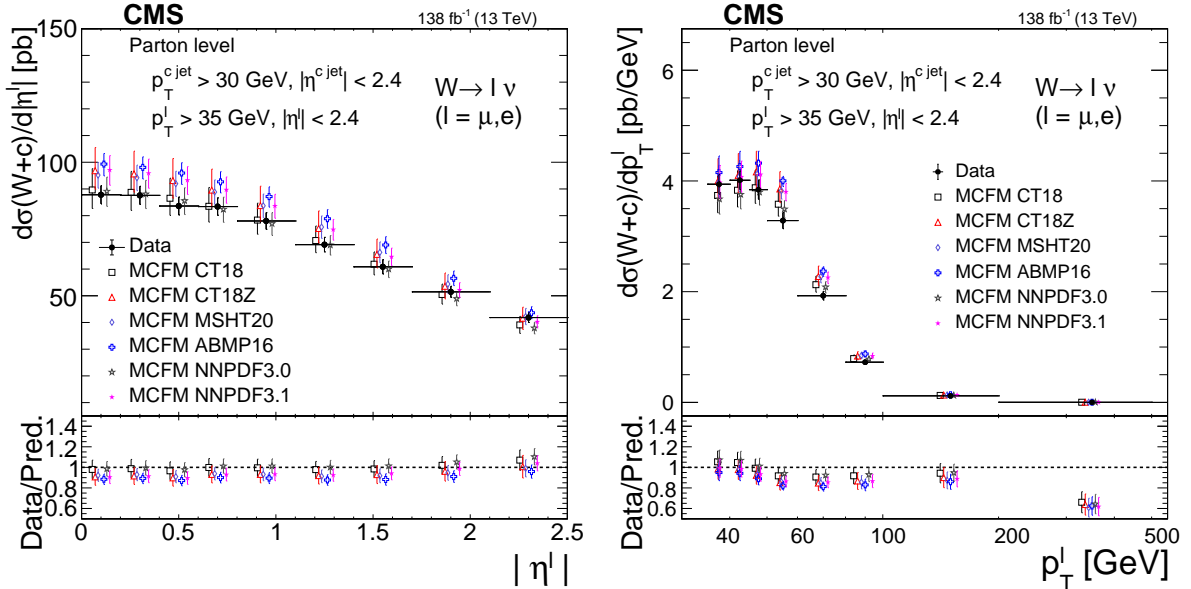 CMS
138 fb⁻¹ (13 TeV)
Parton level
p_T^{c jet} > 30 GeV, |η^{c jet}| < 2.4
p_T^l > 35 GeV, |η^l| < 2.4
W→ l ν
(l = μ,e)
dσ(W+c)/d|η^l| [pb]
150
100
50
Data
MCFM CT18
MCFM CT18Z
MCFM MSHT20
MCFM ABMP16
MCFM NNPDF3.0
MCFM NNPDF3.1
Data/Pred.
1.4
1.2
1
0.8
0.6
0 0.5 1 1.5 2 2.5
| η^l |
CMS
138 fb⁻¹ (13 TeV)
Parton level
p_T^{c jet} > 30 GeV, |η^{c jet}| < 2.4
p_T^l > 35 GeV, |η^l| < 2.4
W→ l ν
(l = μ,e)
dσ(W+c)/dp_T^l [pb/GeV]
6
4
2
0
Data
MCFM CT18
MCFM CT18Z
MCFM MSHT20
MCFM ABMP16
MCFM NNPDF3.0
MCFM NNPDF3.1
Data/Pred.
1.4
1.2
1
0.8
0.6
40 60 100 200 500
p_T^l [GeV]